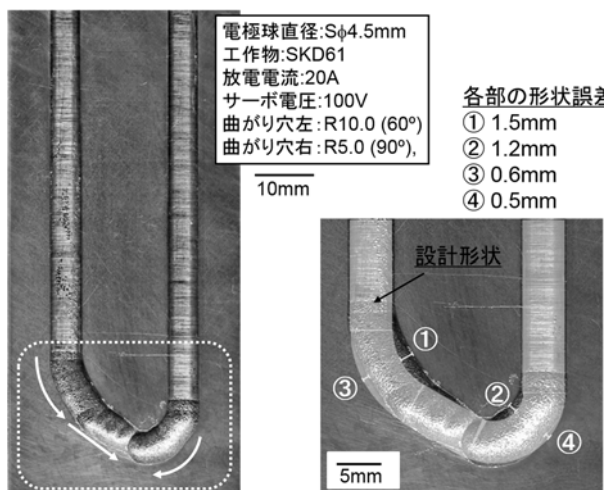 電極球直径:Sφ4.5mm
工作物:SKD61
放電電流:20A
サーボ電圧:100V
曲がり穴左:R10.0 (60º)
曲がり穴右:R5.0 (90º),
10mm
各部の形状誤差
① 1.5mm
② 1.2mm
③ 0.6mm
④ 0.5mm
設計形状
①
②
③
④
5mm